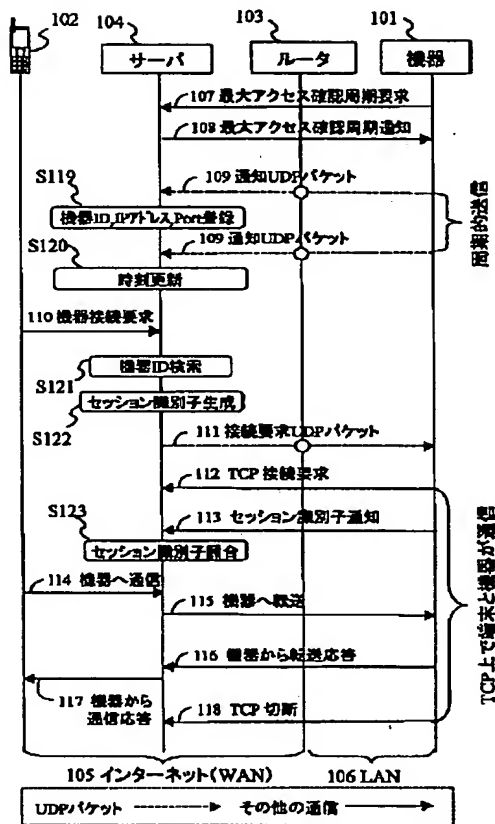 102
104
103
101
サーバ
ルータ
機器
107 最大アクセス確認周期要求
108 最大アクセス確認周期通知
S119
109 通知UDPパケット
機器ID,IPアドレス,Port登録
S120
109 通知UDPパケット
時刻更新
周期的送信
110 機器接続要求
機器ID検索
S121
セッション識別子生成
S122
111 接続要求UDPパケット
112 TCP 接続要求
S123
113 セッション識別子通知
セッション識別子照合
114 機器へ通信
115 機器へ転送
116 機器から転送応答
117 機器から
通信応答
118 TCP 切断
TCP上で端末と機器が通信
105 インターネット(WAN)
106 LAN
UDPパケット
その他の通信